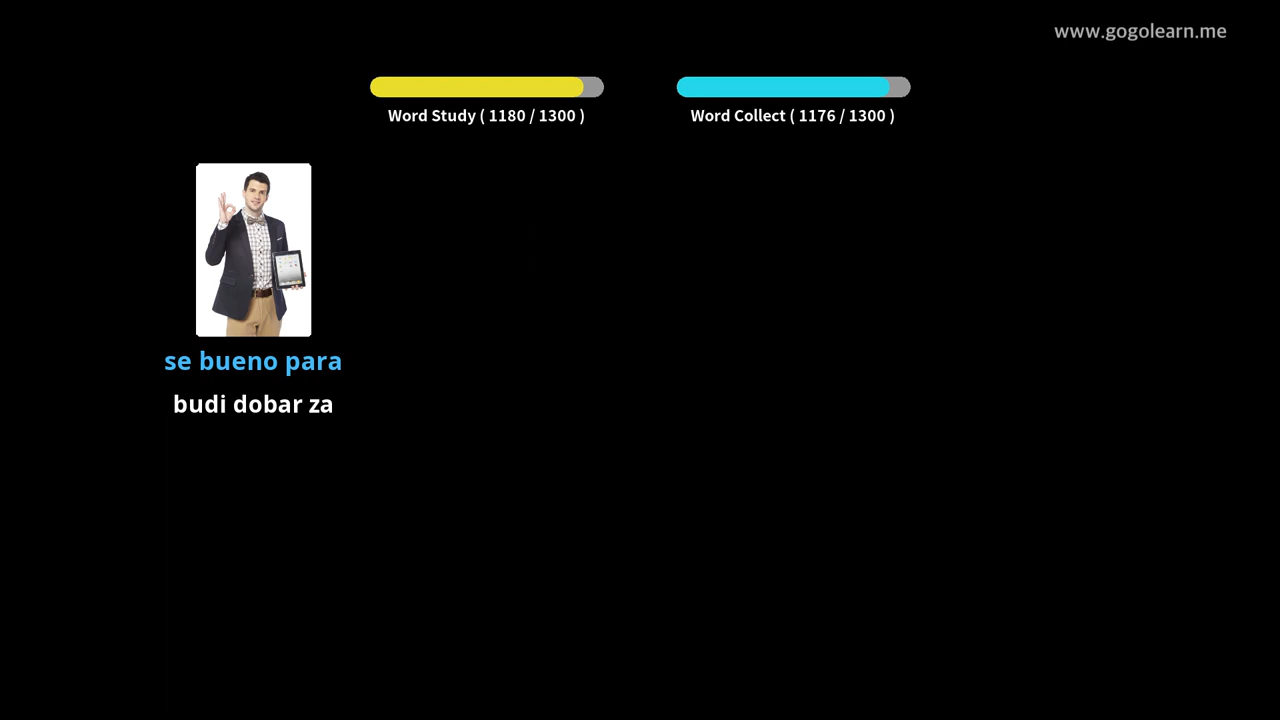 www.gogolearn.me
Word Study ( 1180 / 1300 )
Word Collect ( 1176 / 1300 )
se bueno para
budi dobar za